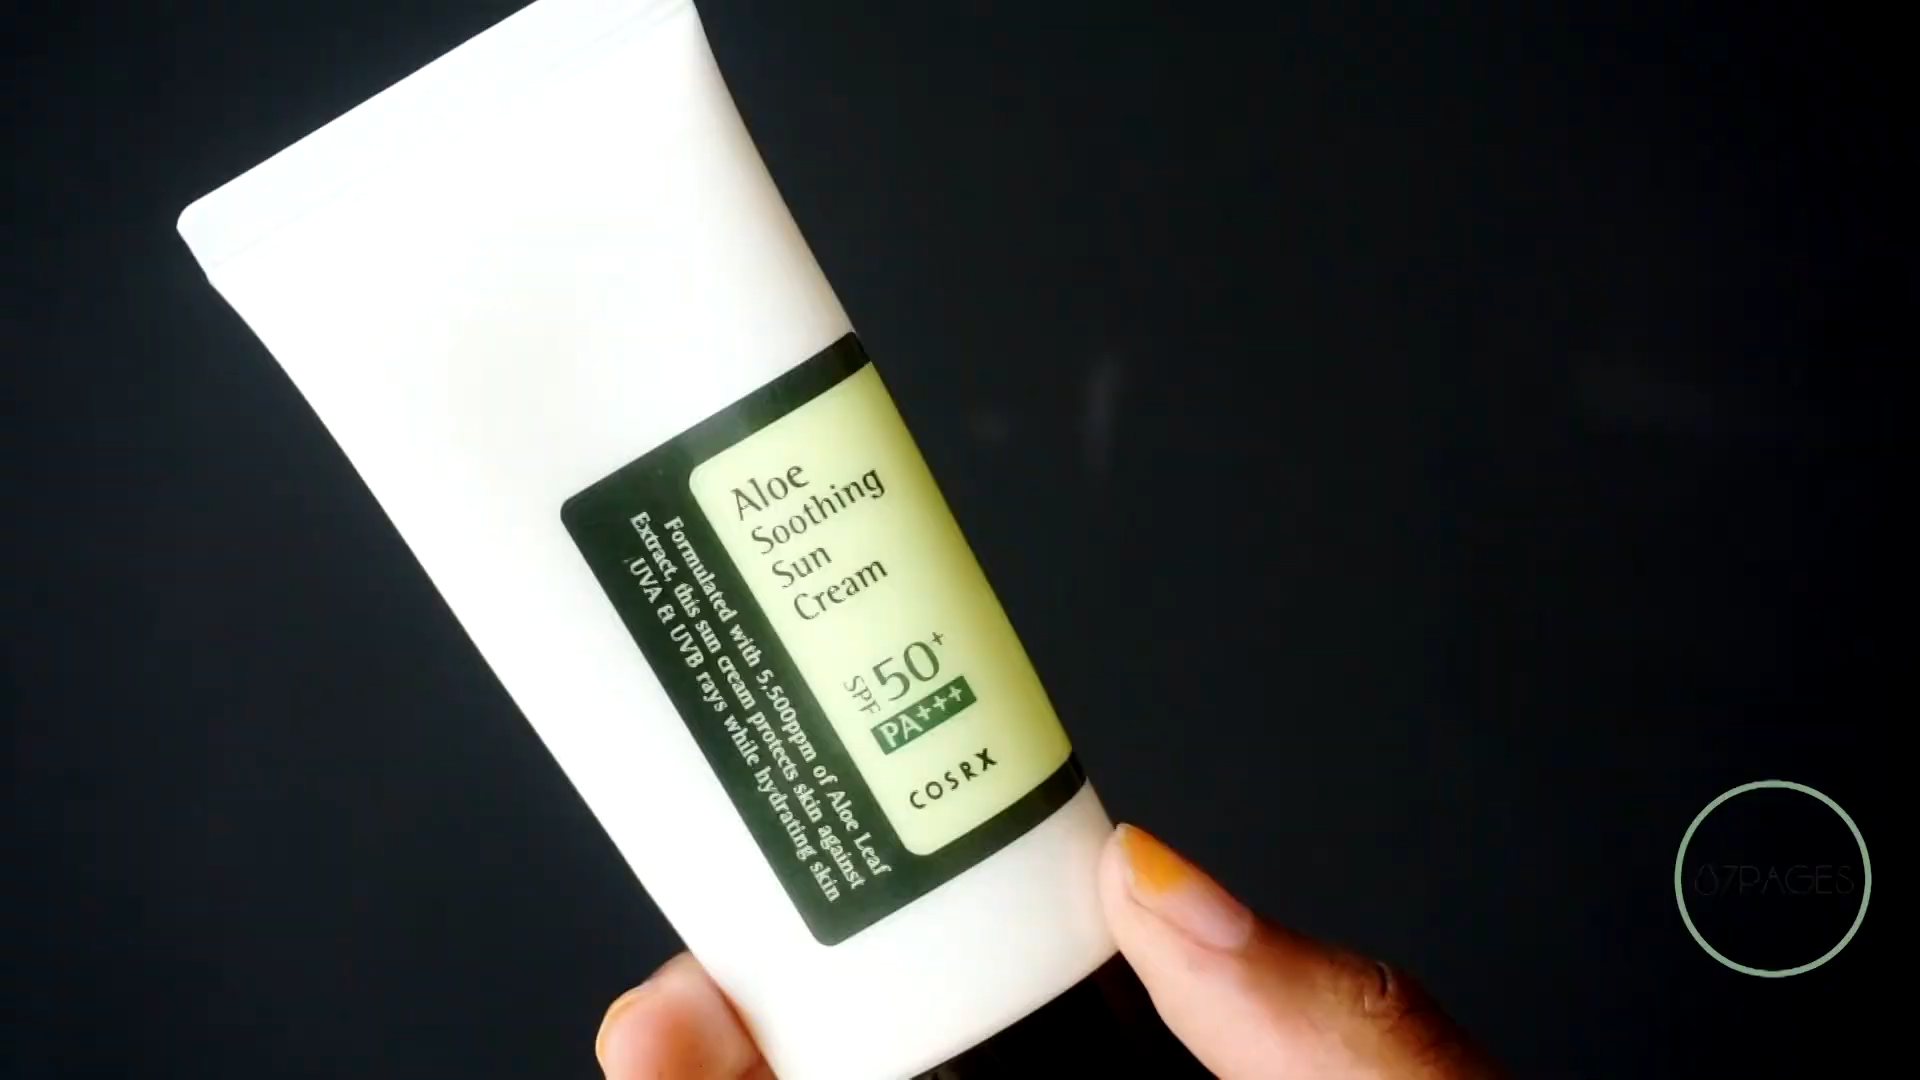 Aloe
Soothing
Sun
Cream
SPF 50+
PA+++
COSRX
Formulated with 5,500ppm of Aloe Leaf
Extract, this sun cream protects skin against
UVA & UVB rays while hydrating skin
07PAGES